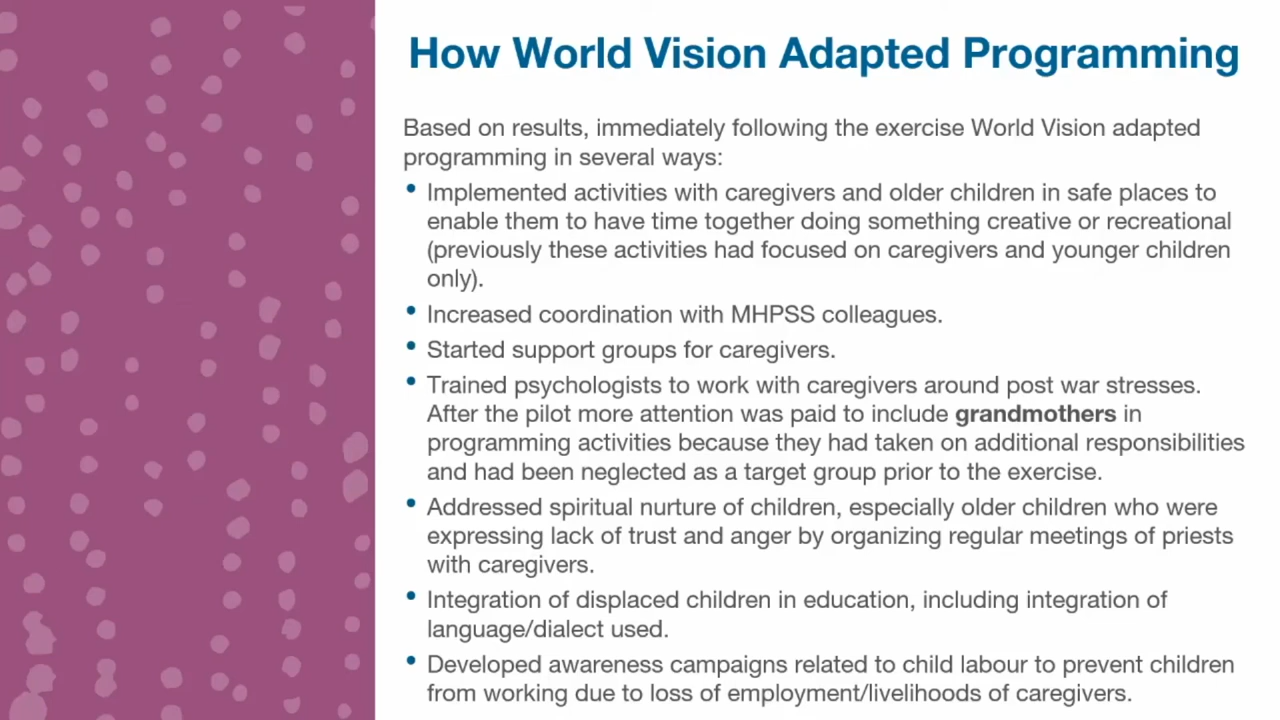 How World Vision Adapted Programming
Based on results, immediately following the exercise World Vision adapted
programming in several ways:
• Implemented activities with caregivers and older children in safe places to
enable them to have time together doing something creative or recreational
(previously these activities had focused on caregivers and younger children
only).
• Increased coordination with MHPSS colleagues.
• Started support groups for caregivers.
• Trained psychologists to work with caregivers around post war stresses.
After the pilot more attention was paid to include grandmothers in
programming activities because they had taken on additional responsibilities
and had been neglected as a target group prior to the exercise.
• Addressed spiritual nurture of children, especially older children who were
expressing lack of trust and anger by organizing regular meetings of priests
with caregivers.
• Integration of displaced children in education, including integration of
language/dialect used.
• Developed awareness campaigns related to child labour to prevent children
from working due to loss of employment/livelihoods of caregivers.